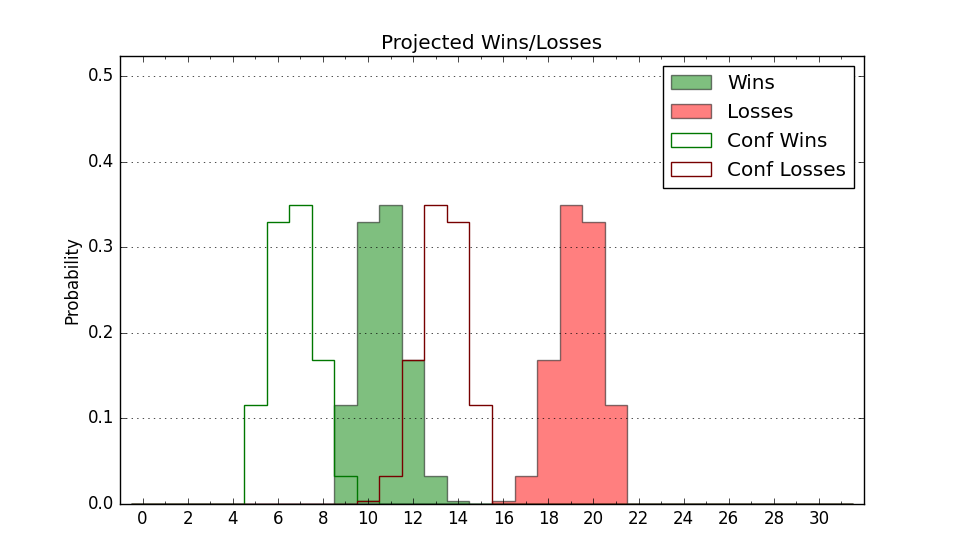 Projected Wins/Losses
0.5
0.4
0.3
0.2
0.1
0.0
Probability
Wins
Losses
Conf Wins
Conf Losses
0 2 4 6 8 10 12 14 16 18 20 22 24 26 28 30